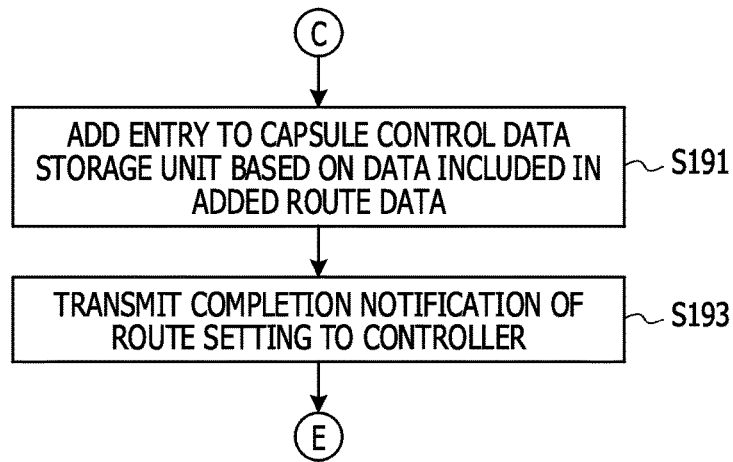 C
ADD ENTRY TO CAPSULE CONTROL DATA
STORAGE UNIT BASED ON DATA INCLUDED IN
ADDED ROUTE DATA
S191
TRANSMIT COMPLETION NOTIFICATION OF
ROUTE SETTING TO CONTROLLER
S193
E